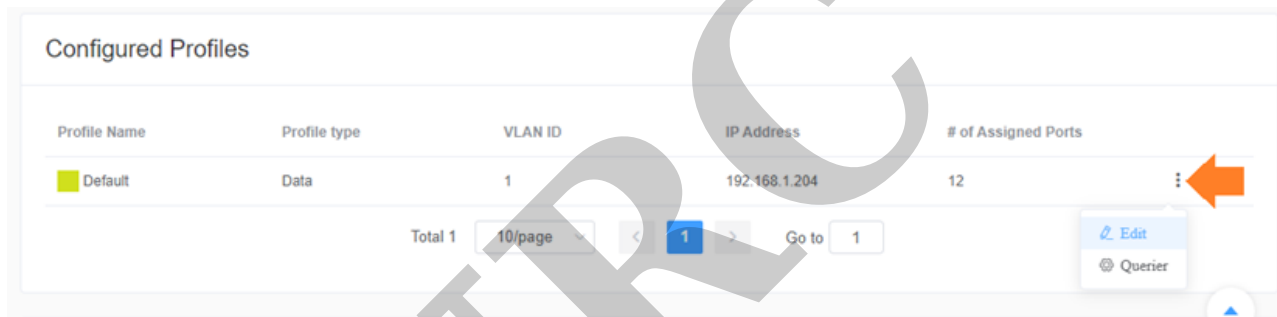 Configured Profiles
Profile Name Profile type VLAN ID IP Address # of Assigned Ports
Default Data 1 192.168.1.204 12
Total 1 10/page < 1 > Go to 1
Edit
Querier